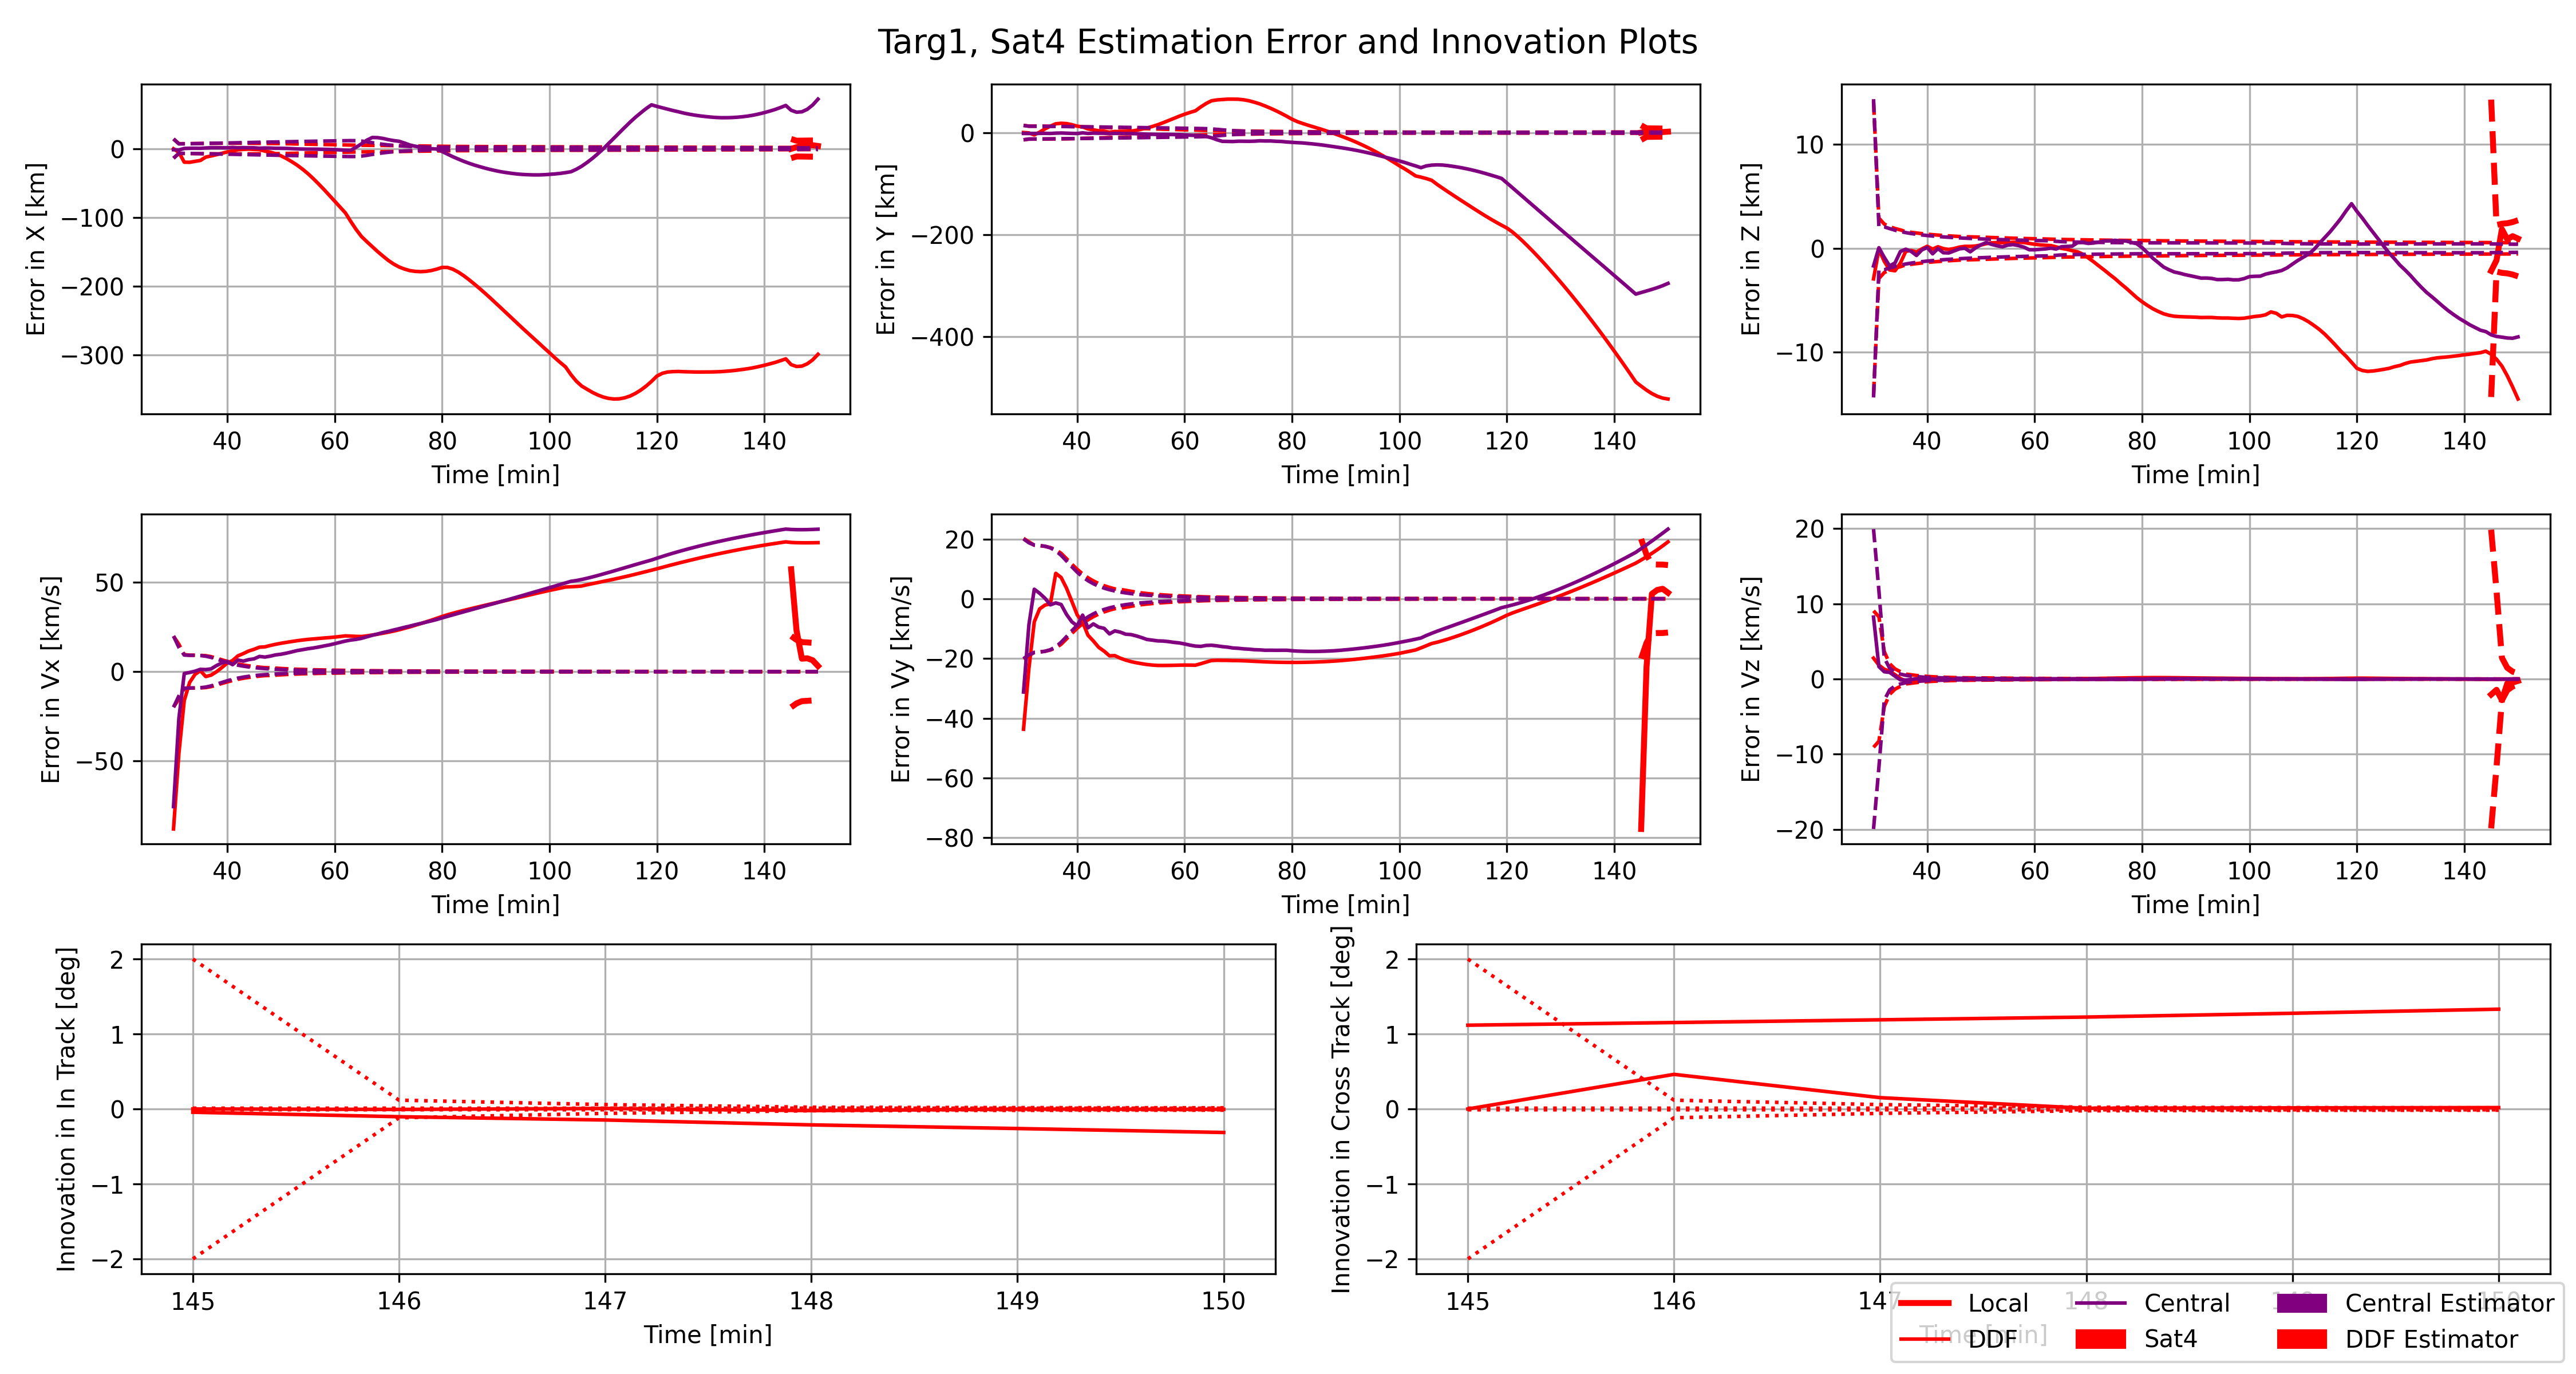 Targ1, Sat4 Estimation Error and Innovation Plots
Error in X [km]
0
−100
−200
−300
40 60 80 100 120 140
Time [min]
Error in Y [km]
0
−200
−400
40 60 80 100 120 140
Time [min]
Error in Z [km]
10
0
−10
40 60 80 100 120 140
Time [min]
Error in Vx [km/s]
50
0
−50
40 60 80 100 120 140
Time [min]
Error in Vy [km/s]
20
0
−20
−40
−60
−80
40 60 80 100 120 140
Time [min]
Error in Vz [km/s]
20
10
0
−10
−20
40 60 80 100 120 140
Time [min]
Innovation in In Track [deg]
2
1
0
−1
−2
145 146 147 148 149 150
Time [min]
Innovation in Cross Track [deg]
2
1
0
−1
−2
145 146 147 148 149 150
Time [min]
Local Central Central Estimator
DDF Sat4 DDF Estimator